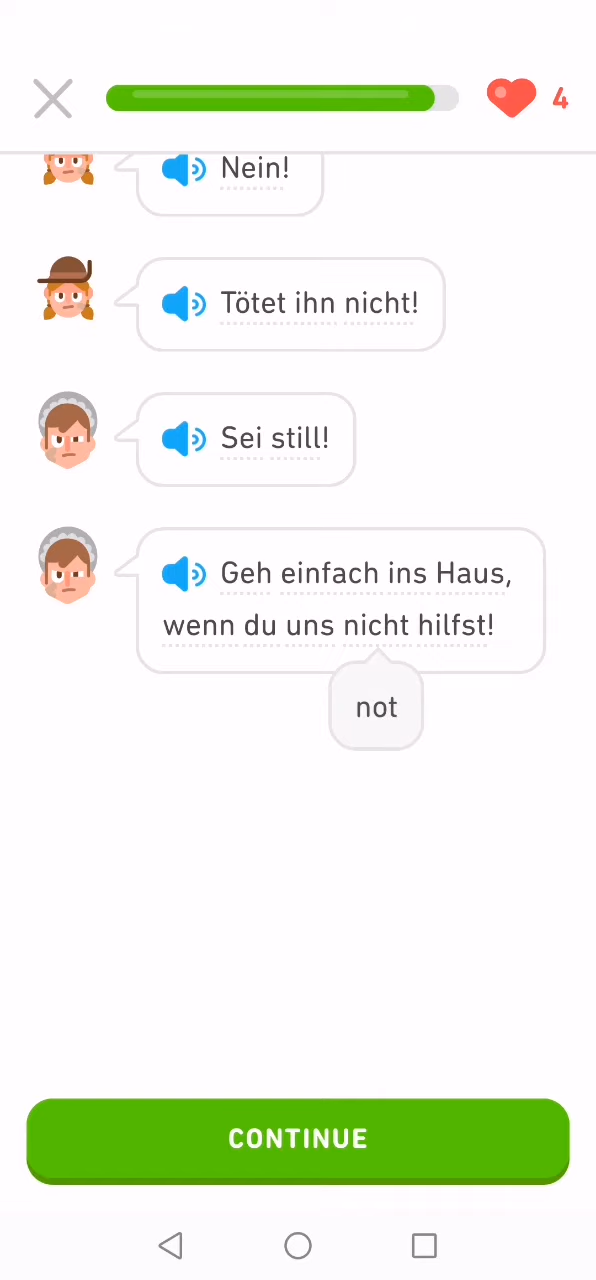 4
Nein!
Tötet ihn nicht!
Sei still!
Geh einfach ins Haus,
wenn du uns nicht hilfst!
not
CONTINUE